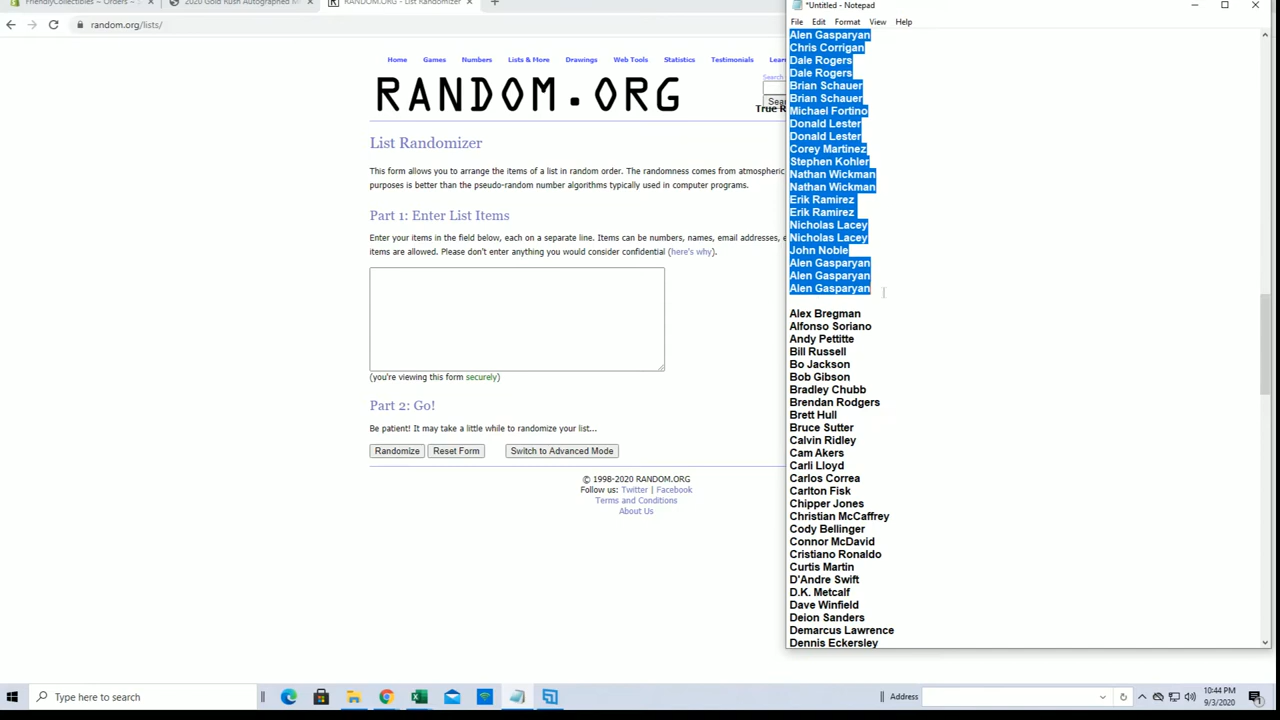 FriendlyCollectibles – Orders –
2020 Gold Rush Autographed M
RANDOM.ORG - List Randomizer
*Untitled - Notepad
random.org/lists/
File Edit Format View Help
Home Games Numbers Lists & More Drawings Web Tools Statistics Testimonials Lear
RANDOM.ORG
Search
Sear
True R
List Randomizer
This form allows you to arrange the items of a list in random order. The randomness comes from atmospheric
purposes is better than the pseudo-random number algorithms typically used in computer programs.
Part 1: Enter List Items
Enter your items in the field below, each on a separate line. Items can be numbers, names, email addresses, e
items are allowed. Please don't enter anything you would consider confidential (here's why).
(you're viewing this form securely)
Part 2: Go!
Be patient! It may take a little while to randomize your list...
Randomize Reset Form Switch to Advanced Mode
© 1998-2020 RANDOM.ORG
Follow us: Twitter | Facebook
Terms and Conditions
About Us
Alen Gasparyan
Chris Corrigan
Dale Rogers
Dale Rogers
Brian Schauer
Brian Schauer
Michael Fortino
Donald Lester
Donald Lester
Corey Martinez
Stephen Kohler
Nathan Wickman
Nathan Wickman
Erik Ramirez
Erik Ramirez
Nicholas Lacey
Nicholas Lacey
John Noble
Alen Gasparyan
Alen Gasparyan
Alen Gasparyan
Alex Bregman
Alfonso Soriano
Andy Pettitte
Bill Russell
Bo Jackson
Bob Gibson
Bradley Chubb
Brendan Rodgers
Brett Hull
Bruce Sutter
Calvin Ridley
Cam Akers
Carli Lloyd
Carlos Correa
Carlton Fisk
Chipper Jones
Christian McCaffrey
Cody Bellinger
Connor McDavid
Cristiano Ronaldo
Curtis Martin
D'Andre Swift
D.K. Metcalf
Dave Winfield
Deion Sanders
Demarcus Lawrence
Dennis Eckersley
Type here to search
Address
10:44 PM
9/3/2020